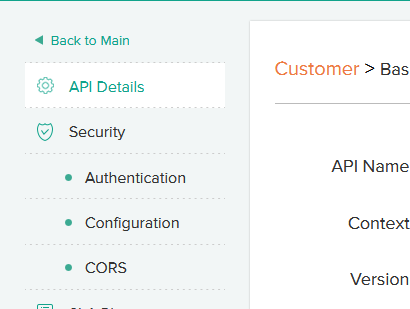 Back to Main
API Details
Security
Authentication
Configuration
CORS
Customer > Bas
API Name
Context
Version